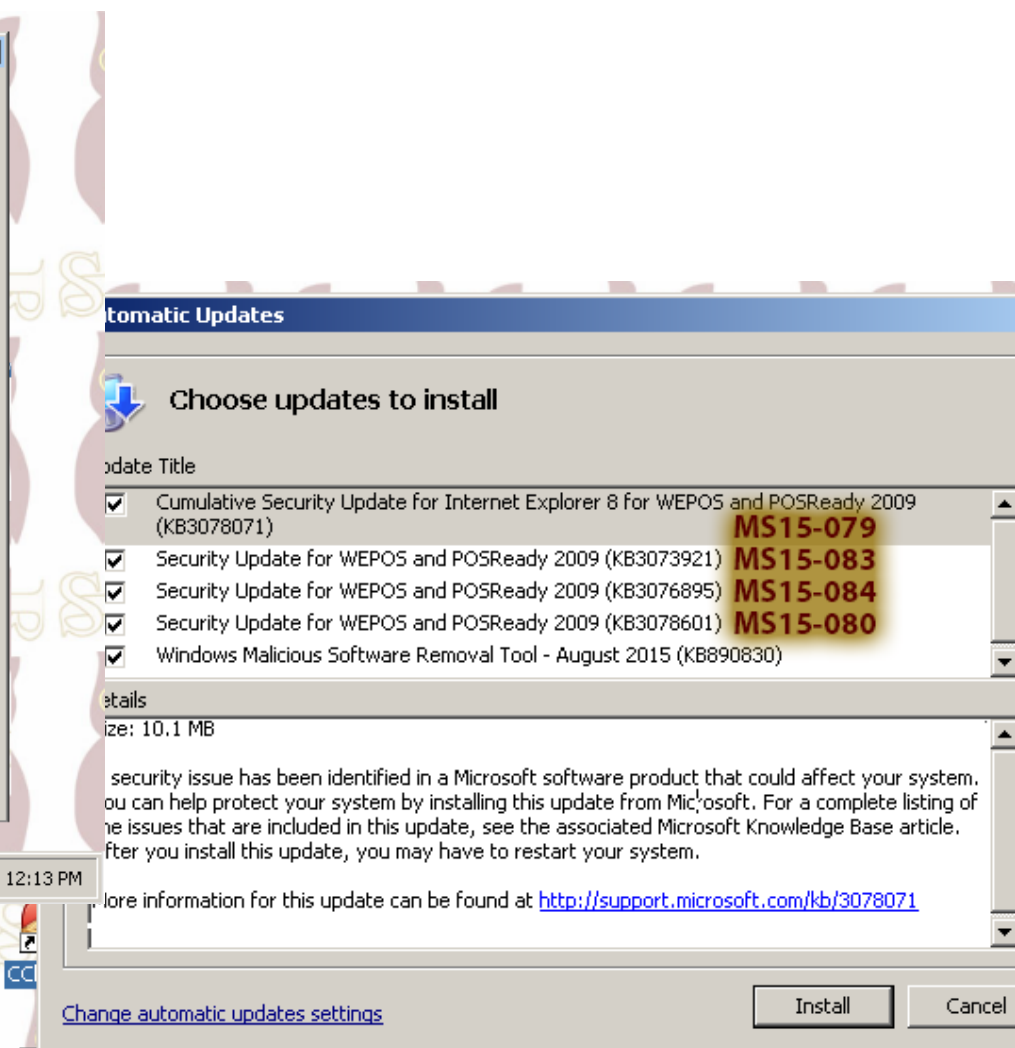 tomatic Updates
Choose updates to install
pdate Title
Cumulative Security Update for Internet Explorer 8 for WEPOS and POSReady 2009
(KB3078071)
MS15-079
Security Update for WEPOS and POSReady 2009 (KB3073921) MS15-083
Security Update for WEPOS and POSReady 2009 (KB3076895) MS15-084
Security Update for WEPOS and POSReady 2009 (KB3078601) MS15-080
Windows Malicious Software Removal Tool - August 2015 (KB890830)
etails
ize: 10.1 MB
security issue has been identified in a Microsoft software product that could affect your system.
ou can help protect your system by installing this update from Microsoft. For a complete listing of
he issues that are included in this update, see the associated Microsoft Knowledge Base article.
fter you install this update, you may have to restart your system.
12:13 PM
More information for this update can be found at http://support.microsoft.com/kb/3078071
CCl
Change automatic updates settings
Install
Cancel